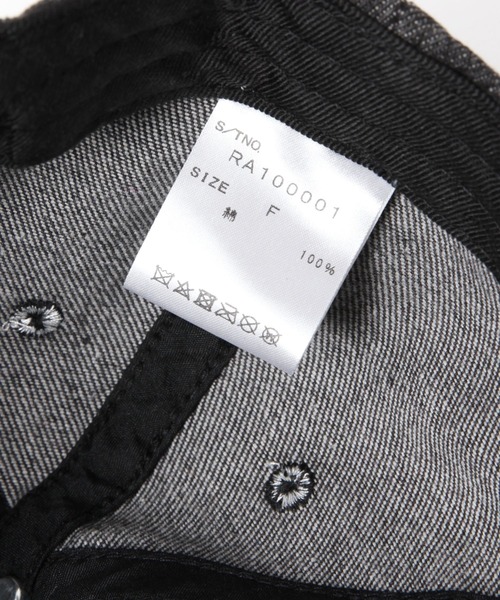 S/TNO.
RA100001
SIZE F
綿 100%